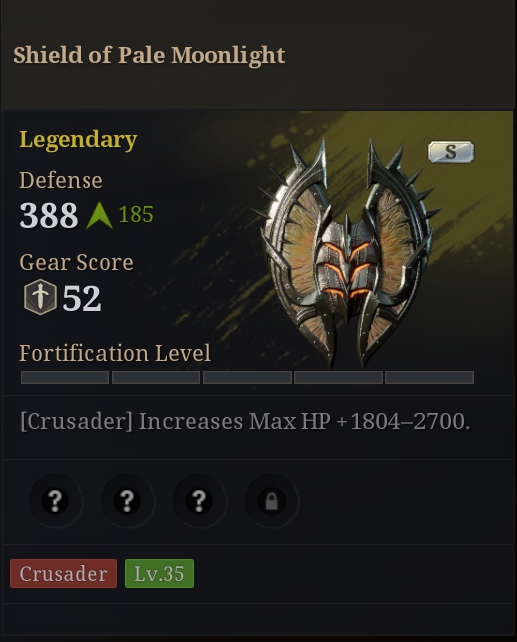 Shield of Pale Moonlight
Legendary
S
Defense
388 185
Gear Score
52
Fortification Level
[Crusader] Increases Max HP +1804–2700.
? ? ?
Crusader Lv.35